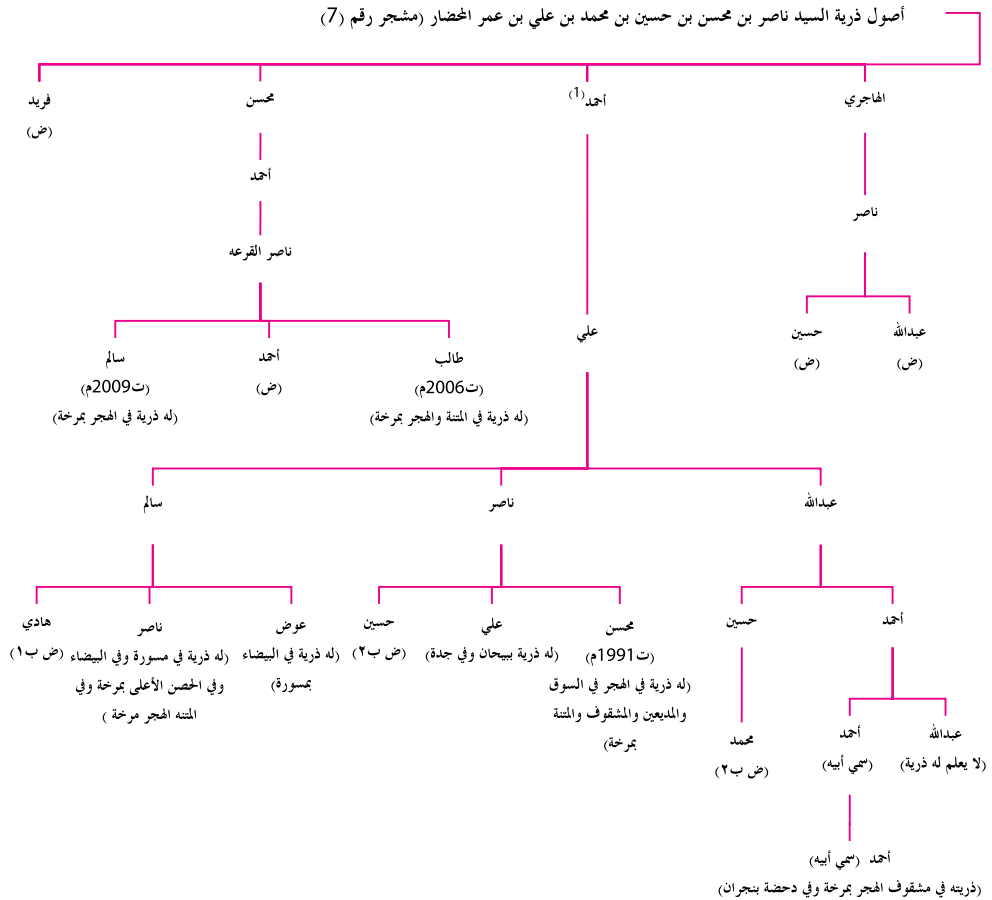 أصول ذرية السيد ناصر بن محسن بن حسين بن محمد بن علي بن عمر المحضار (مشجر رقم (7)
الهاجري
أحمد(1)
محسن
فريد
(ض)
أحمد
ناصر
ناصر القرعه
عبدالله
(ض)
حسين
(ض)
علي
طالب
(ت2006م)
(له ذرية في المتنة والهجر بمرخة)
أحمد
(ض)
سالم
(ت2009م)
(له ذرية في الهجر بمرخة)
عبدالله
ناصر
سالم
أحمد
حسين
محسن
(ت1991م)
(له ذرية في الهجر في السوق
والمديعين والمشقوف والمتنة
بمرخة)
علي
(له ذرية ببيحان وفي جدة)
حسين
(ض ب٢)
عوض
(له ذرية في البيضاء
بمسورة)
ناصر
(له ذرية في مسورة وفي البيضاء
وفي الحصن الأعلى بمرخة وفي
المتنه الهجر مرخة )
هادي
(ض ب١)
عبدالله
(لا يعلم له ذرية)
أحمد
(سمي أبيه)
محمد
(ض ب٢)
أحمد (سمي أبيه)
(ذريته في مشقوف الهجر بمرخة وفي دحضة بنجران)